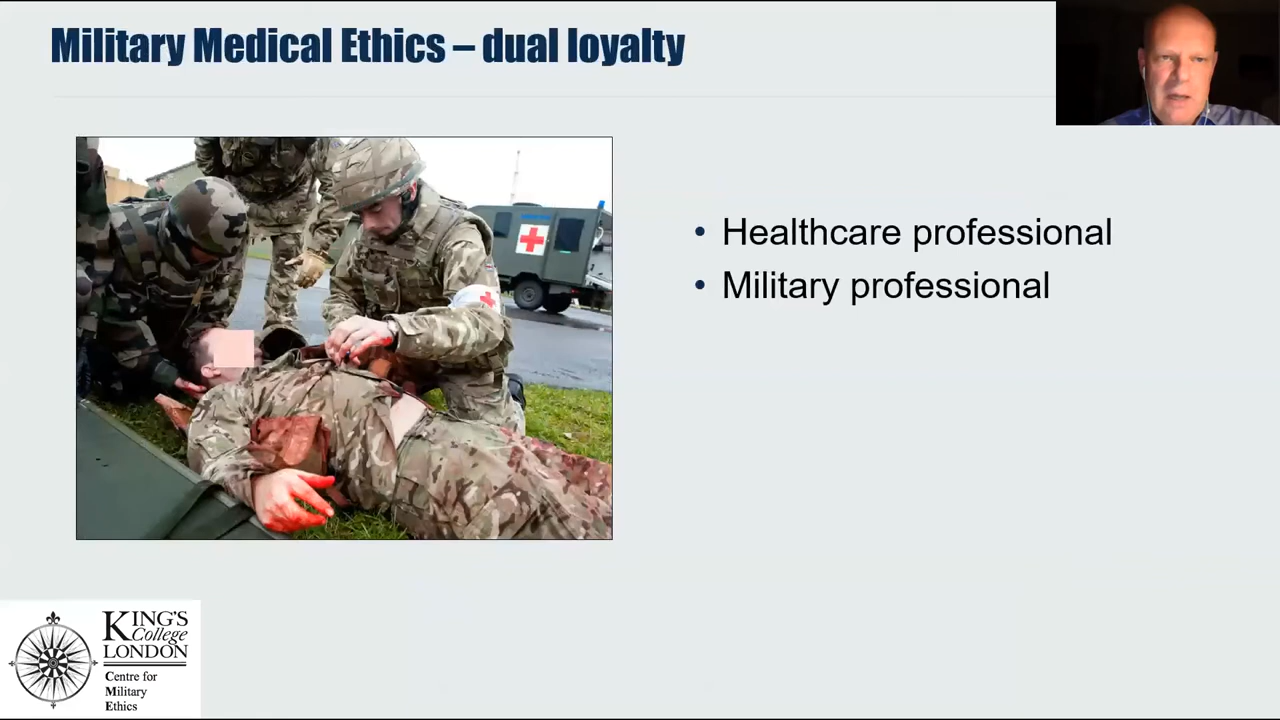 Military Medical Ethics – dual loyalty
• Healthcare professional
• Military professional
KING'S
College
LONDON
Centre for
Military
Ethics